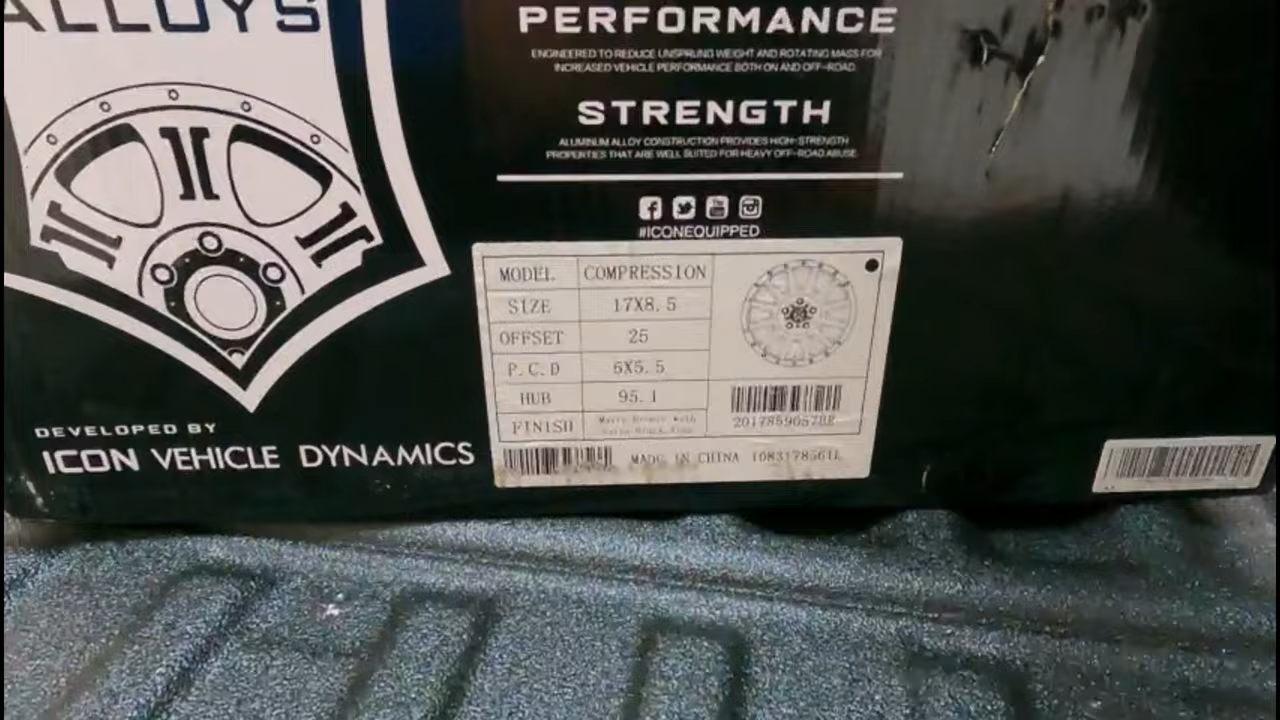 ALLOYS
PERFORMANCE
ENGINEERED TO REDUCE UNSPRUNG WEIGHT AND ROTATING MASS FOR
INCREASED VEHICLE PERFORMANCE BOTH ON AND OFF-ROAD.
STRENGTH
ALUMINUM ALLOY CONSTRUCTION PROVIDES HIGH-STRENGTH
PROPERTIES THAT ARE WELL SUITED FOR HEAVY OFF-ROAD ABUSE.
#ICONEQUIPPED
MODEL COMPRESSION
SIZE 17X8.5
OFFSET 25
P.C.D 6X5.5
HUB 95.1
FINISH
MADE IN CHINA
DEVELOPED BY
ICON VEHICLE DYNAMICS